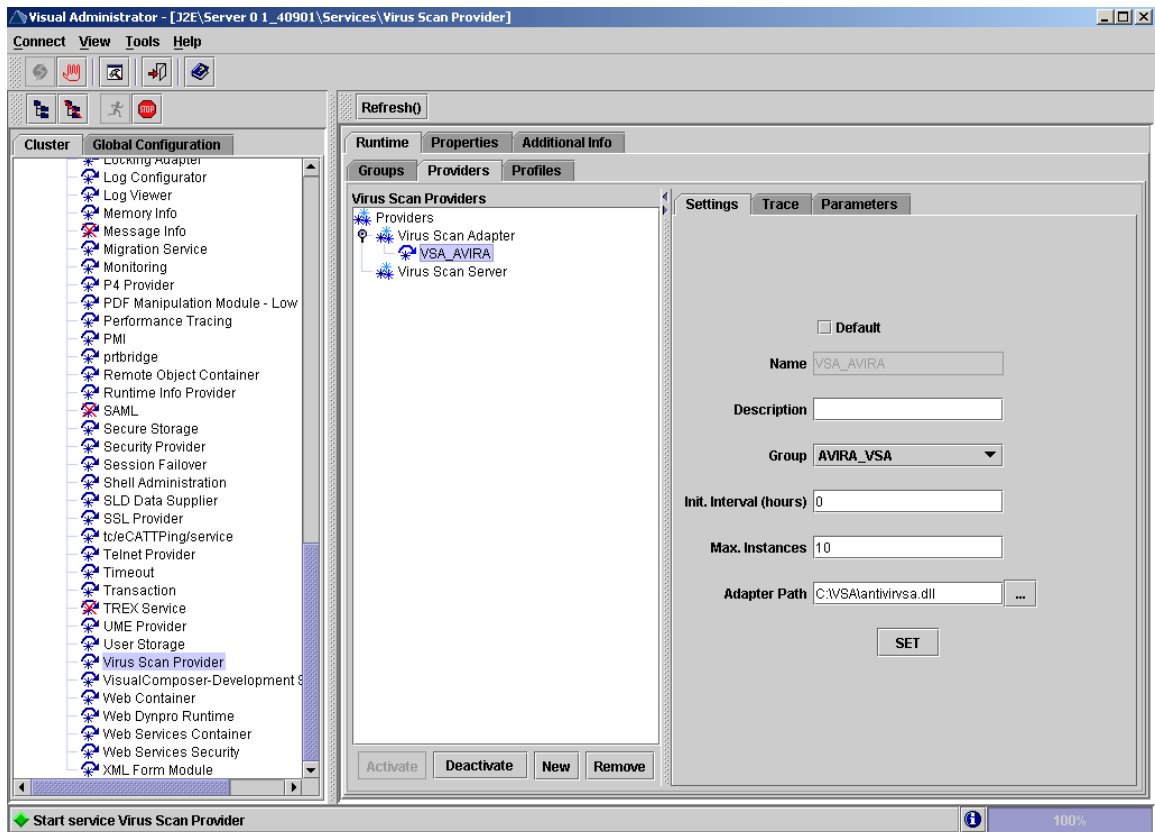 Visual Administrator - [J2E\Server 0 1_40901\Services\Virus Scan Provider]
Connect View Tools Help
STOP
Refresh()
Cluster Global Configuration
Locking Adapter
Log Configurator
Log Viewer
Memory Info
Message Info
Migration Service
Monitoring
P4 Provider
PDF Manipulation Module - Low
Performance Tracing
PMI
prtbridge
Remote Object Container
Runtime Info Provider
SAML
Secure Storage
Security Provider
Session Failover
Shell Administration
SLD Data Supplier
SSL Provider
tc/eCATTPing/service
Telnet Provider
Timeout
Transaction
TREX Service
UME Provider
User Storage
Virus Scan Provider
VisualComposer-Development S
Web Container
Web Dynpro Runtime
Web Services Container
Web Services Security
XML Form Module
Runtime Properties Additional Info
Groups Providers Profiles
Virus Scan Providers
Providers
Virus Scan Adapter
VSA_AVIRA
Virus Scan Server
Activate Deactivate New Remove
Settings Trace Parameters
Default
Name VSA_AVIRA
Description
Group AVIRA_VSA
Init. Interval (hours) 0
Max. Instances 10
Adapter Path C:\VSA\antivirvsa.dll ...
SET
Start service Virus Scan Provider 100%